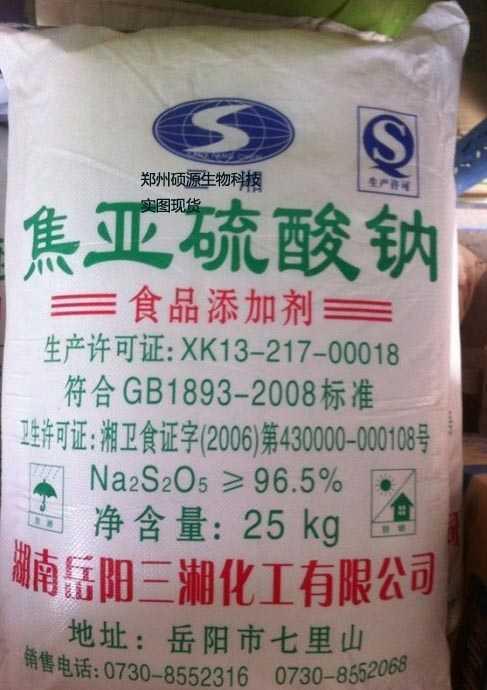 S
郑州硕源生物科技
实图现货
生产许可
焦亚硫酸钠
食品添加剂
生产许可证:XK13-217-00018
符合GB1893-2008标准
卫生许可证:湘卫食证字(2006)第430000-000108号
Na2S2O5 ≥ 96.5%
净含量: 25 kg
湖南岳阳三湘化工有限公司
地址: 岳阳市七里山
销售电话:0730-8552316 0730-8552068